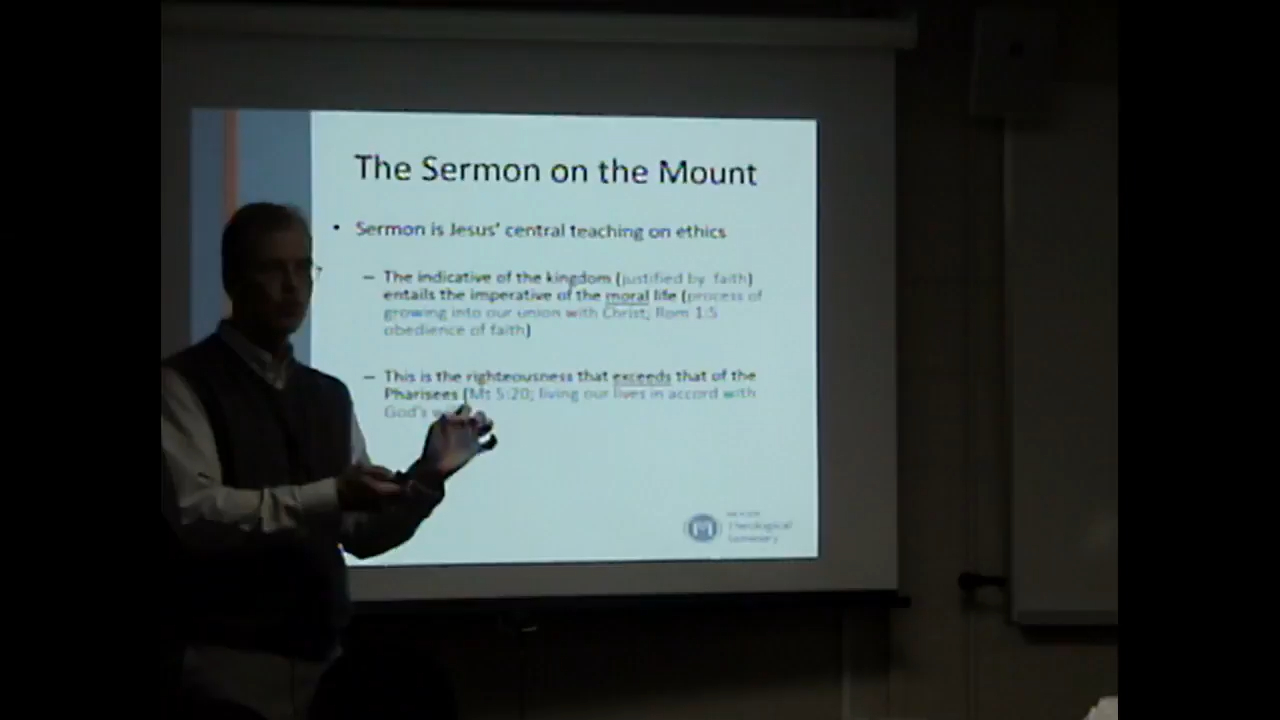 The Sermon on the Mount
• Sermon is Jesus' central teaching on ethics
– The indicative of the kingdom (justified by faith)
entails the imperative of the moral life (process of
growing into our union with Christ; Rom 1:5
obedience of faith)
– This is the righteousness that exceeds that of the
Pharisees (Mt 5:20; living our lives in accord with
God's
Theological
Seminary